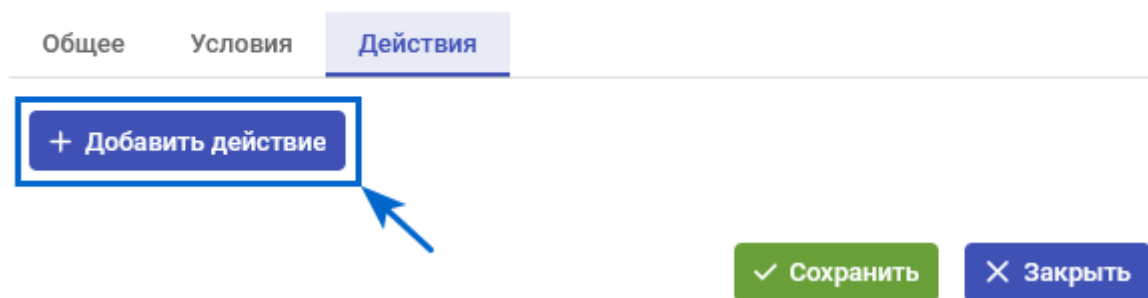 Общее Условия Действия
+ Добавить действие
Сохранить Закрыть